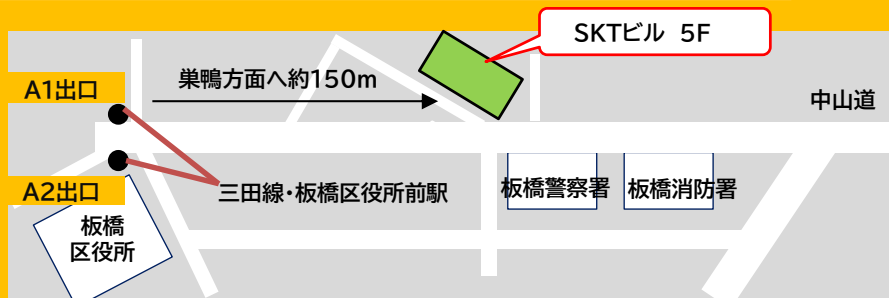 SKTビル 5F
A1出口
巣鴨方面へ約150m
中山道
A2出口
三田線・板橋区役所前駅
板橋警察署
板橋消防署
板橋
区役所